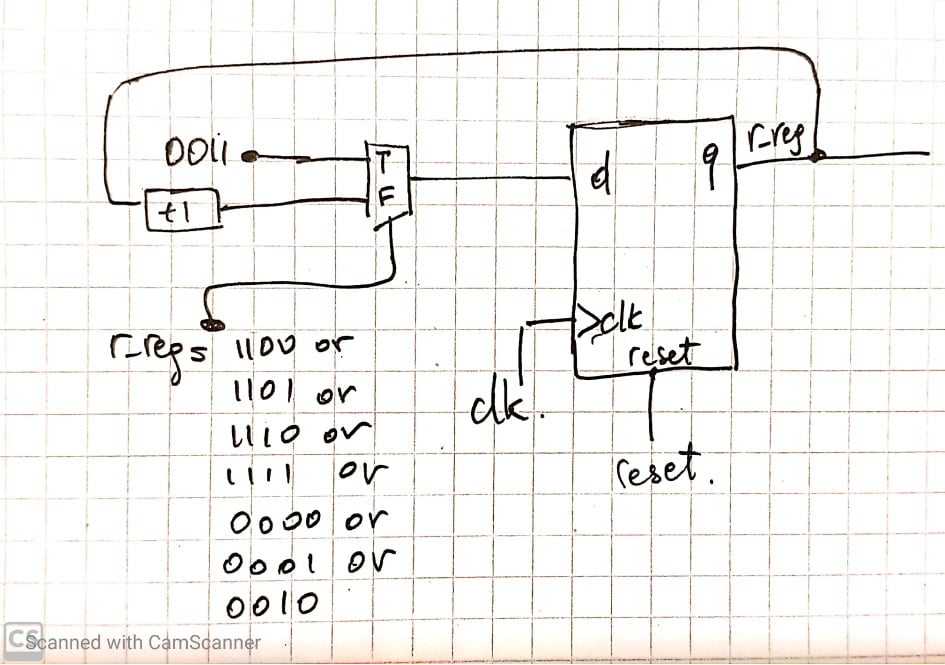 r_reg
0011
T
d
q
F
+1
>clk
r_reg = 1100 or
reset
1101 or
clk.
1110 or
1111 or
reset.
0000 or
0001 or
0010
CS Scanned with CamScanner